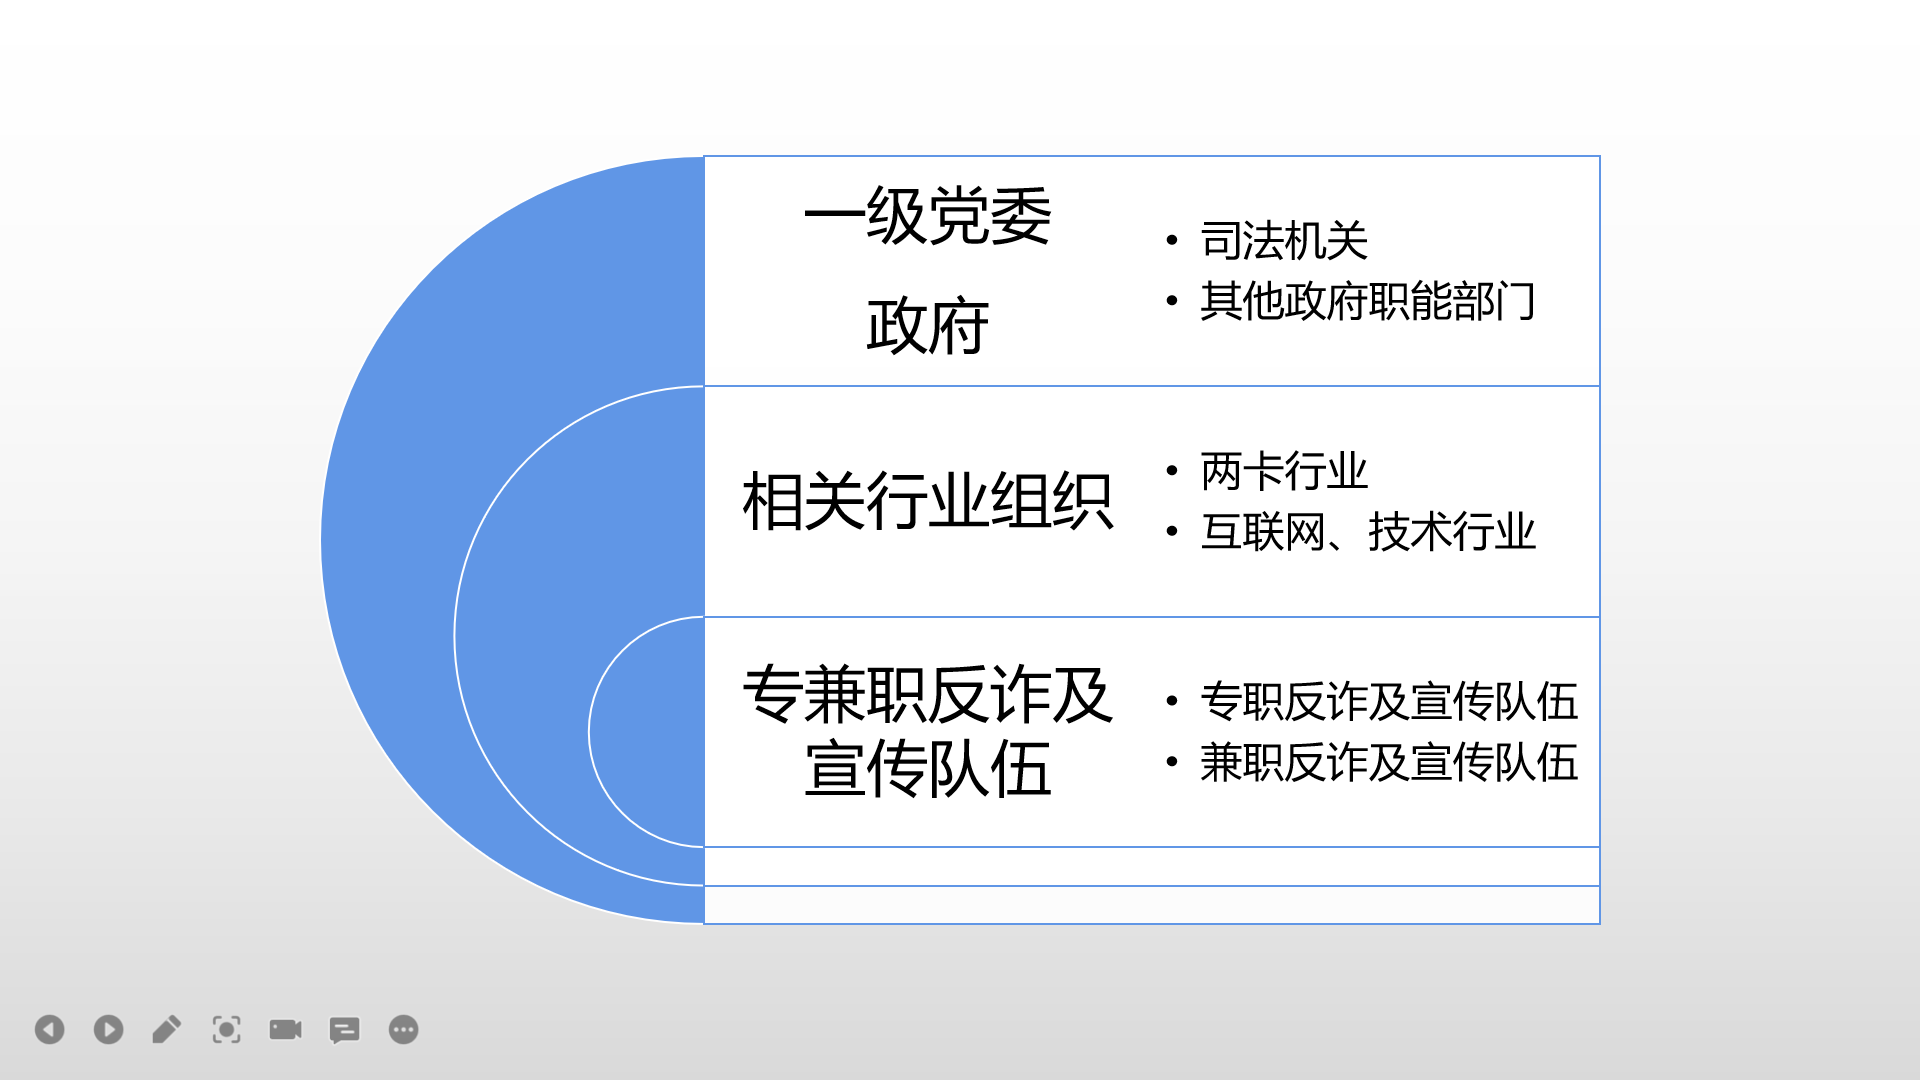 一级党委
政府
• 司法机关
• 其他政府职能部门
相关行业组织
• 两卡行业
• 互联网、技术行业
专兼职反诈及
宣传队伍
• 专职反诈及宣传队伍
• 兼职反诈及宣传队伍